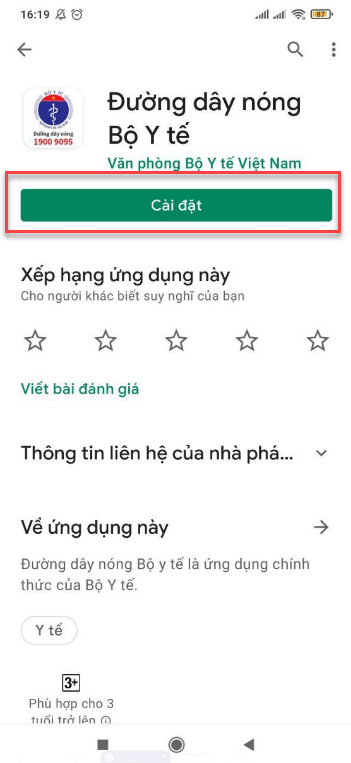 16:19
87
BỘ Y TẾ
Đường dây nóng
1900 9095
Đường dây nóng
Bộ Y tế
Văn phòng Bộ Y tế Việt Nam
Cài đặt
Xếp hạng ứng dụng này
Cho người khác biết suy nghĩ của bạn
Viết bài đánh giá
Thông tin liên hệ của nhà phá...
Về ứng dụng này
Đường dây nóng Bộ y tế là ứng dụng chính
thức của Bộ Y tế.
Y tế
3+
Phù hợp cho 3
tuổi trở lên